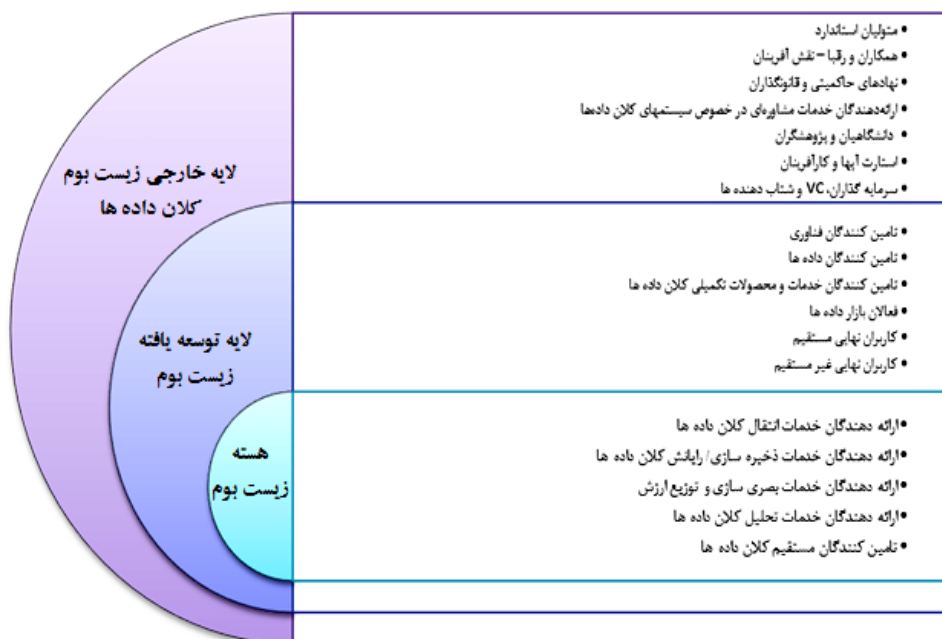 لایه خارجی زیست بوم
کلان داده ها
• متولیان استاندارد
• همکاران و رقبا – نقش آفرینان
• نهادهای حاکمیتی و قانونگذاران
• ارائه‌دهندگان خدمات مشاوره‌ای در خصوص سیستمهای کلان داده‌ها
• دانشگاهیان و پژوهشگران
• استارت آپها و کارآفرینان
• سرمایه گذاران، VC و شتاب دهنده ها
لایه توسعه یافته
زیست بوم
• تامین کنندگان فناوری
• تامین کنندگان داده ها
• تامین کنندگان خدمات و محصولات تکمیلی کلان داده ها
• فعالان بازار داده ها
• کاربران نهایی مستقیم
• کاربران نهایی غیر مستقیم
هسته
زیست بوم
• ارائه دهندگان خدمات انتقال کلان داده ها
• ارائه دهندگان خدمات ذخیره سازی/ رایانش کلان داده ها
• ارائه دهندگان خدمات بصری سازی و توزیع ارزش
• ارائه دهندگان خدمات تحلیل کلان داده ها
• تامین کنندگان مستقیم کلان داده ها